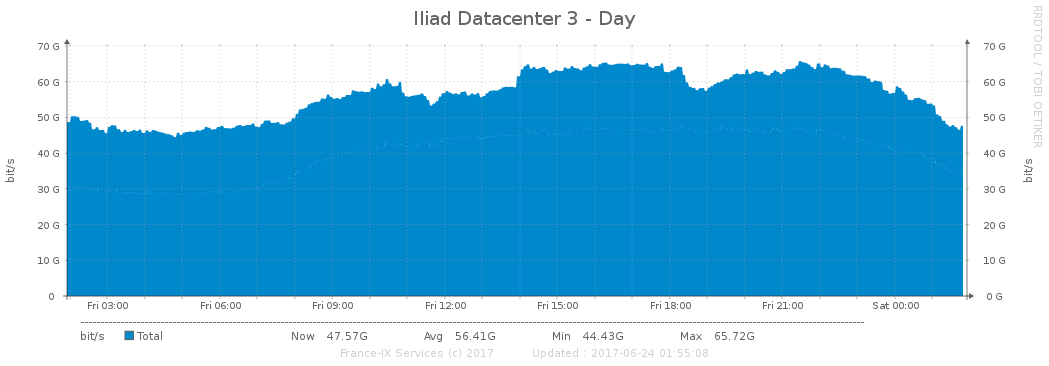 Iliad Datacenter 3 - Day
RRDTOOL / TOBI OETIKER
70 G 70 G
60 G 60 G
50 G 50 G
40 G 40 G
bit/s bit/s
30 G 30 G
20 G 20 G
10 G 10 G
0 0 G
Fri 03:00 Fri 06:00 Fri 09:00 Fri 12:00 Fri 15:00 Fri 18:00 Fri 21:00 Sat 00:00
bit/s Total Now 47.57G Avg 56.41G Min 44.43G Max 65.72G
France-IX Services (c) 2017 Updated : 2017-06-24 01:55:08